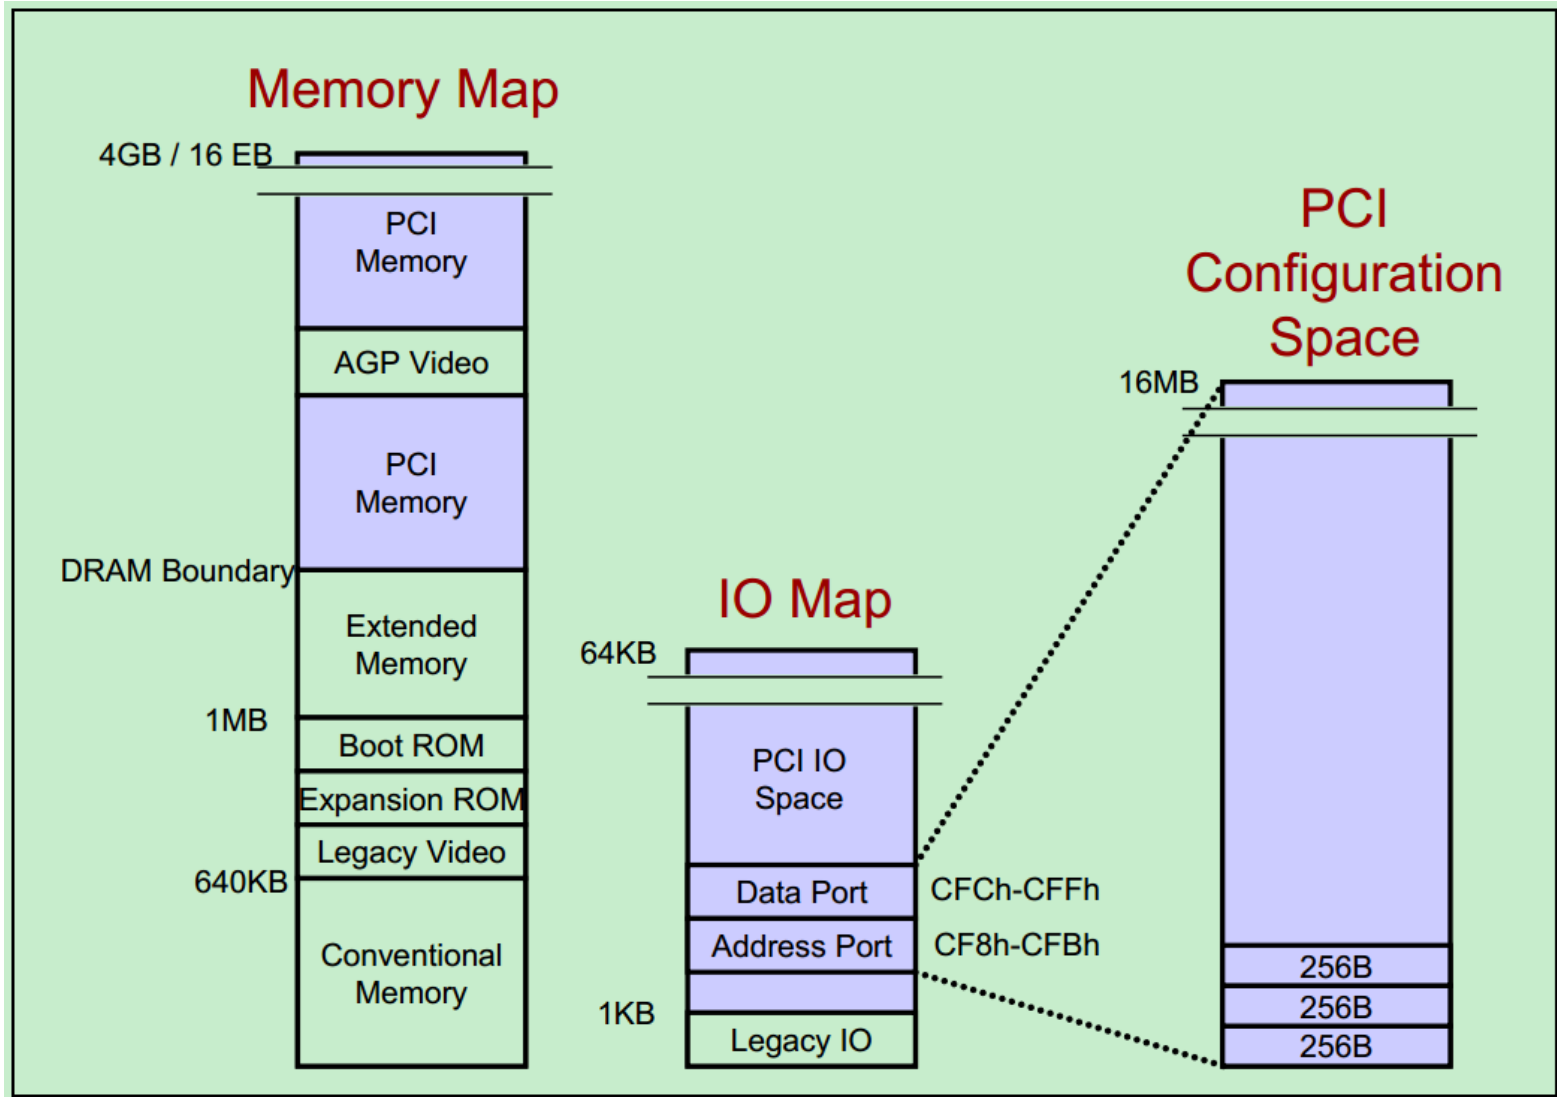 Memory Map
4GB / 16 EB
PCI
Memory
AGP Video
PCI
Memory
DRAM Boundary
Extended
Memory
1MB
Boot ROM
Expansion ROM
Legacy Video
640KB
Conventional
Memory
IO Map
64KB
PCI IO
Space
Data Port
CFCh-CFFh
Address Port
CF8h-CFBh
1KB
Legacy IO
PCI
Configuration
Space
16MB
256B
256B
256B